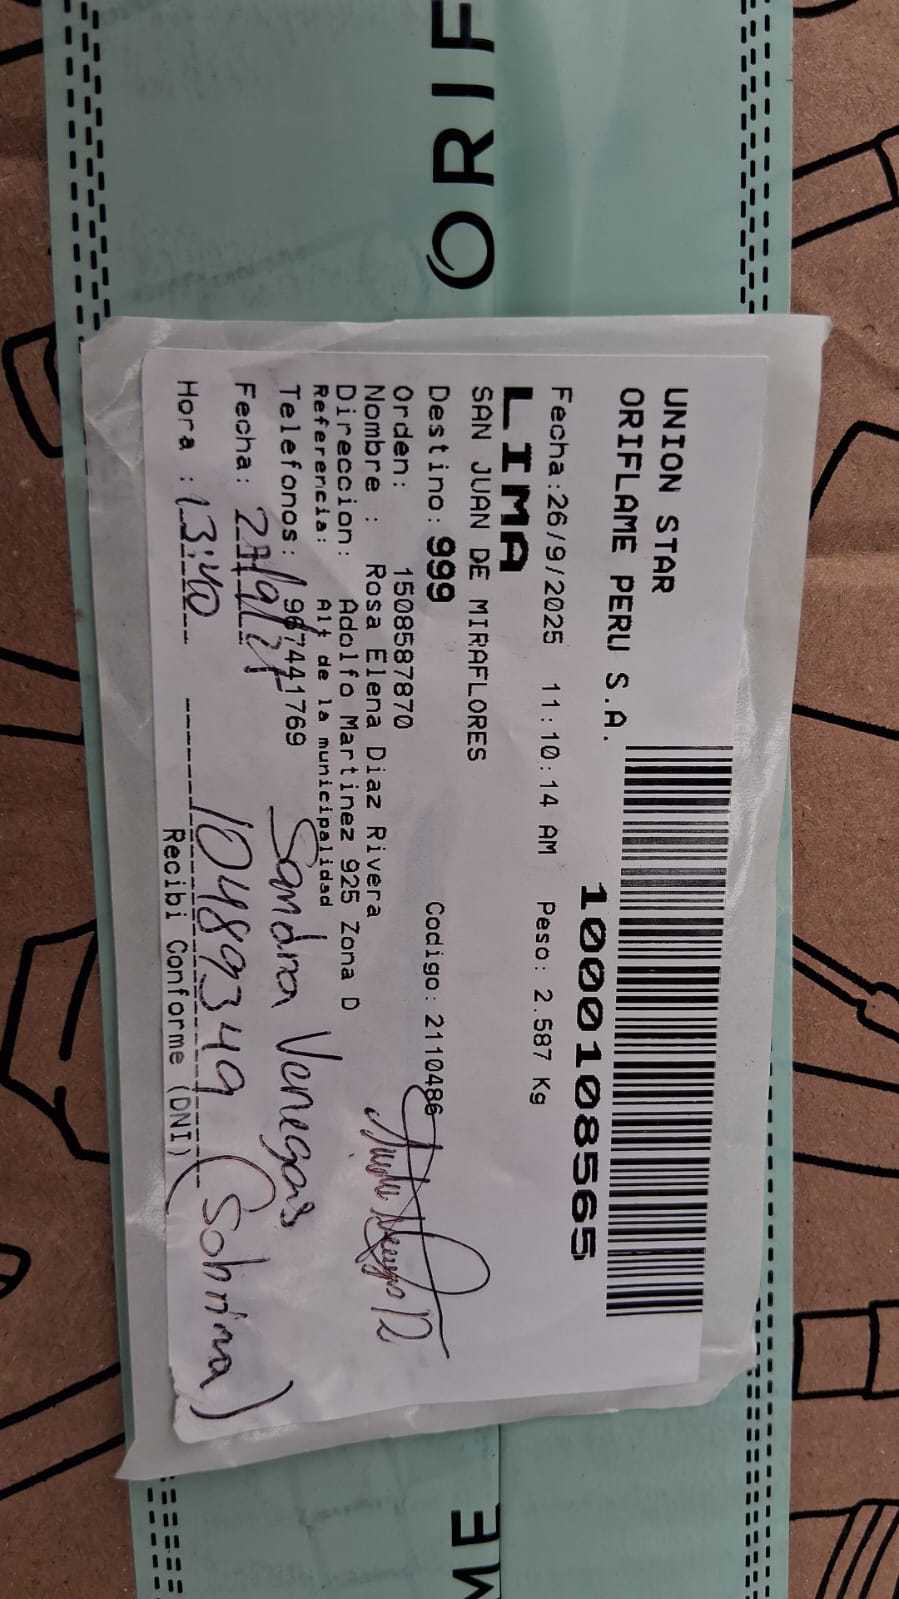 ORIF
UNION STAR
ORIFLAME PERU S.A.
1000108565
Fecha:26/9/2025 11:10:14 AM Peso: 2.587 Kg
LIMA
SAN JUAN DE MIRAFLORES
Destino: 999 Codigo: 2110486
Orden: 1508587870
Nombre : Rosa Elena Diaz Rivera
Direccion: Adolfo Martinez 925 Zona D
Referencia: Alt de la municipalidad
Telefonos: 967441769
Sandra Venegas
Fecha:
Hora : 13:40
10489349 (Sobrina)
Recibi Conforme (DNI)
ME